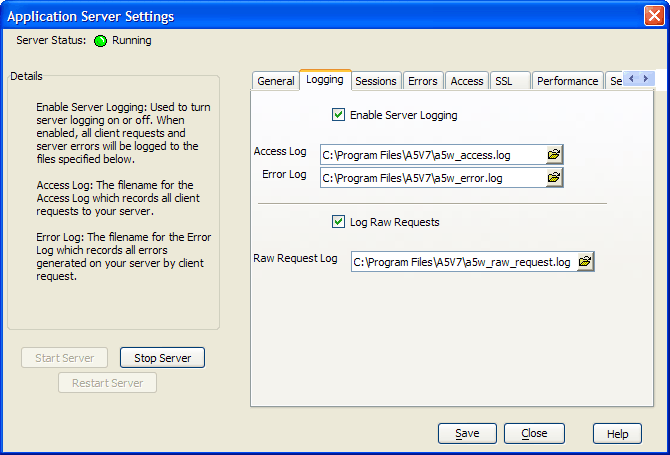 Application Server Settings
Server Status: Running
Details
Enable Server Logging: Used to turn
server logging on or off. When
enabled, all client requests and
server errors will be logged to the
files specified below.
Access Log: The filename for the
Access Log which records all client
requests to your server.
Error Log: The filename for the Error
Log which records all errors
generated on your server by client
request.
Start Server Stop Server
Restart Server
General Logging Sessions Errors Access SSL Performance Se
Enable Server Logging
Access Log C:\Program Files\A5V7\a5w_access.log
Error Log C:\Program Files\A5V7\a5w_error.log
Log Raw Requests
Raw Request Log C:\Program Files\A5V7\a5w_raw_request.log
Save Close Help